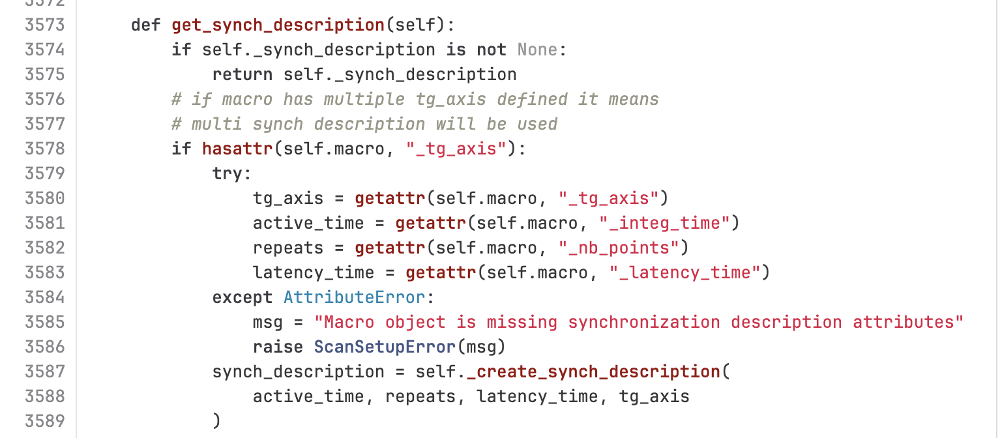 3572
3573 def get_synch_description(self):
3574 if self._synch_description is not None:
3575 return self._synch_description
3576 # if macro has multiple tg_axis defined it means
3577 # multi synch description will be used
3578 if hasattr(self.macro, "_tg_axis"):
3579 try:
3580 tg_axis = getattr(self.macro, "_tg_axis")
3581 active_time = getattr(self.macro, "_integ_time")
3582 repeats = getattr(self.macro, "_nb_points")
3583 latency_time = getattr(self.macro, "_latency_time")
3584 except AttributeError:
3585 msg = "Macro object is missing synchronization description attributes"
3586 raise ScanSetupError(msg)
3587 synch_description = self._create_synch_description(
3588 active_time, repeats, latency_time, tg_axis
3589 )